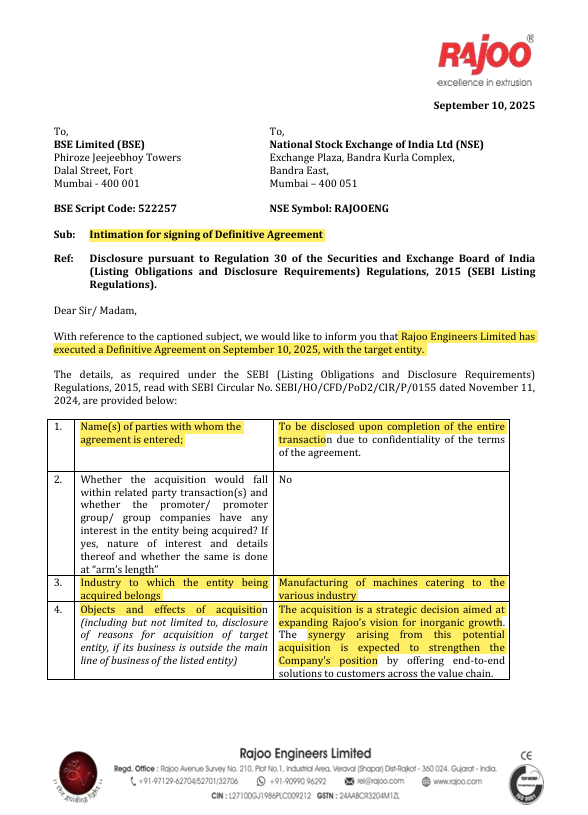 RAJOO®
excellence in extrusion
September 10, 2025
To,
BSE Limited (BSE)
Phiroze Jeejeebhoy Towers
Dalal Street, Fort
Mumbai - 400 001
To,
National Stock Exchange of India Ltd (NSE)
Exchange Plaza, Bandra Kurla Complex,
Bandra East,
Mumbai – 400 051
BSE Script Code: 522257
NSE Symbol: RAJOOENG
Sub: Intimation for signing of Definitive Agreement
Ref: Disclosure pursuant to Regulation 30 of the Securities and Exchange Board of India
(Listing Obligations and Disclosure Requirements) Regulations, 2015 (SEBI Listing
Regulations).
Dear Sir/ Madam,
With reference to the captioned subject, we would like to inform you that Rajoo Engineers Limited has
executed a Definitive Agreement on September 10, 2025, with the target entity.
The details, as required under the SEBI (Listing Obligations and Disclosure Requirements)
Regulations, 2015, read with SEBI Circular No. SEBI/HO/CFD/PoD2/CIR/P/0155 dated November 11,
2024, are provided below:
1.
Name(s) of parties with whom the
agreement is entered;
To be disclosed upon completion of the entire
transaction due to confidentiality of the terms
of the agreement.
2.
Whether the acquisition would fall
within related party transaction(s) and
whether the promoter/ promoter
group/ group companies have any
interest in the entity being acquired? If
yes, nature of interest and details
thereof and whether the same is done
at “arm’s length”
No
3.
Industry to which the entity being
acquired belongs
Manufacturing of machines catering to the
various industry
4.
Objects and effects of acquisition
(including but not limited to, disclosure
of reasons for acquisition of target
entity, if its business is outside the main
line of business of the listed entity)
The acquisition is a strategic decision aimed at
expanding Rajoo’s vision for inorganic growth.
The synergy arising from this potential
acquisition is expected to strengthen the
Company’s position by offering end-to-end
solutions to customers across the value chain.
the guiding light
Rajoo Engineers Limited
Regd. Office : Rajoo Avenue Survey No. 210, Plot No.1, Industrial Area, Veraval (Shapar) Dist-Rajkot - 360 024. Gujarat - India.
+91-97129-62704/52701/32706 +91-90990 96292 rel@rajoo.com www.rajoo.com
CIN : L27100GJ1986PLC009212 GSTN : 24AABCR3204M1ZL
CE